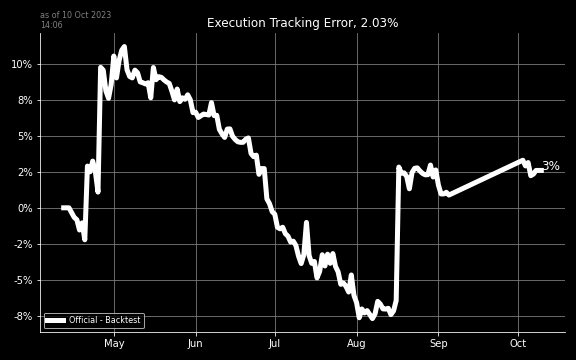 as of 10 Oct 2023
14:06
Execution Tracking Error, 2.03%
10%
8%
5%
2%
0%
-2%
-5%
-8%
3%
Official - Backtest
May Jun Jul Aug Sep Oct